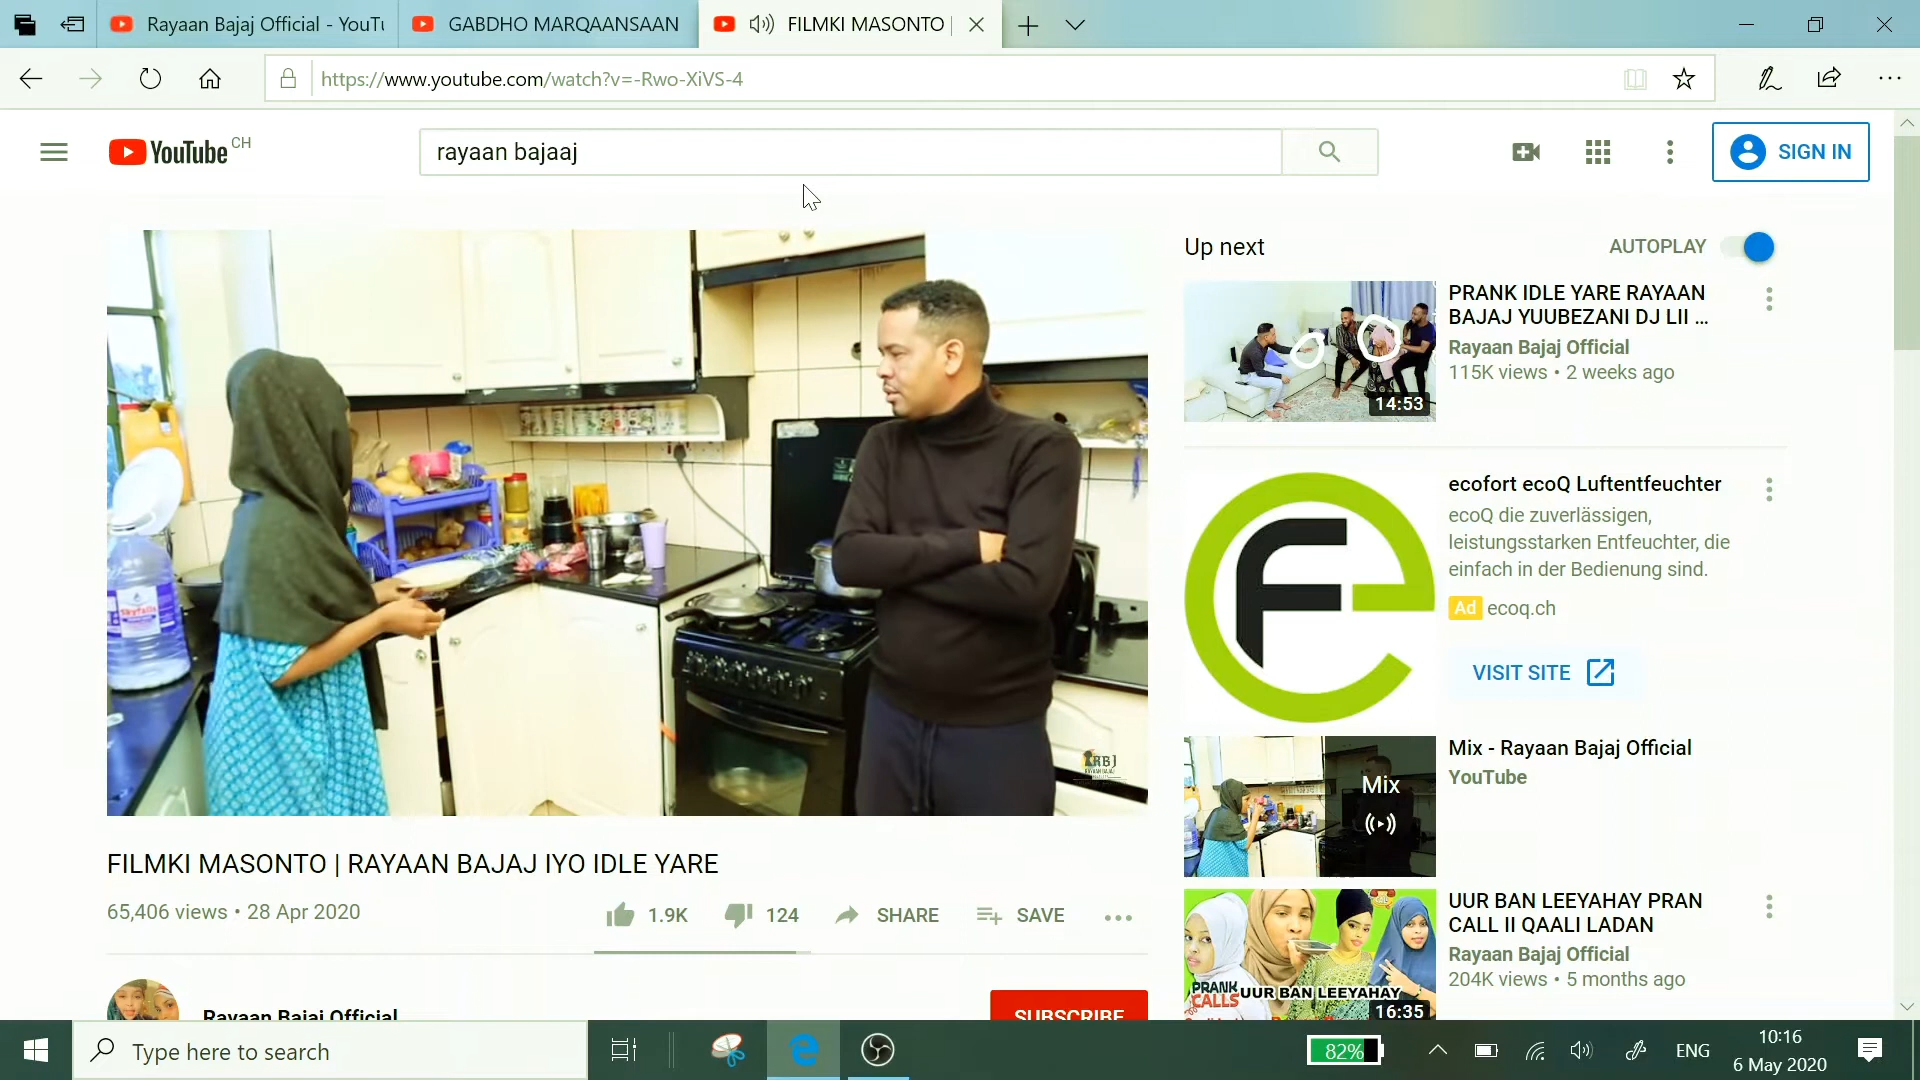 Rayaan Bajaj Official - YouTu
GABDHO MARQAANSAAN
FILMKI MASONTO
https://www.youtube.com/watch?v=-Rwo-XiVS-4
YouTube CH
rayaan bajaaj
SIGN IN
Skyfalls
RBJ
FILMKI MASONTO | RAYAAN BAJAJ IYO IDLE YARE
65,406 views • 28 Apr 2020
1.9K
124
SHARE
SAVE
Rayaan Bajaj Official
SUBSCRIBE
Up next
AUTOPLAY
14:53
PRANK IDLE YARE RAYAAN
BAJAJ YUUBEZANI DJ LII ...
Rayaan Bajaj Official
115K views • 2 weeks ago
ecofort ecoQ Luftentfeuchter
ecoQ die zuverlässigen,
leistungsstarken Entfeuchter, die
einfach in der Bedienung sind.
Ad ecoq.ch
VISIT SITE
Mix
Mix - Rayaan Bajaj Official
YouTube
PRANK
CALLS
UUR BAN LEEYAHAY
16:35
UUR BAN LEEYAHAY PRAN
CALL II QAALI LADAN
Rayaan Bajaj Official
204K views • 5 months ago
Type here to search
82%
ENG
10:16
6 May 2020